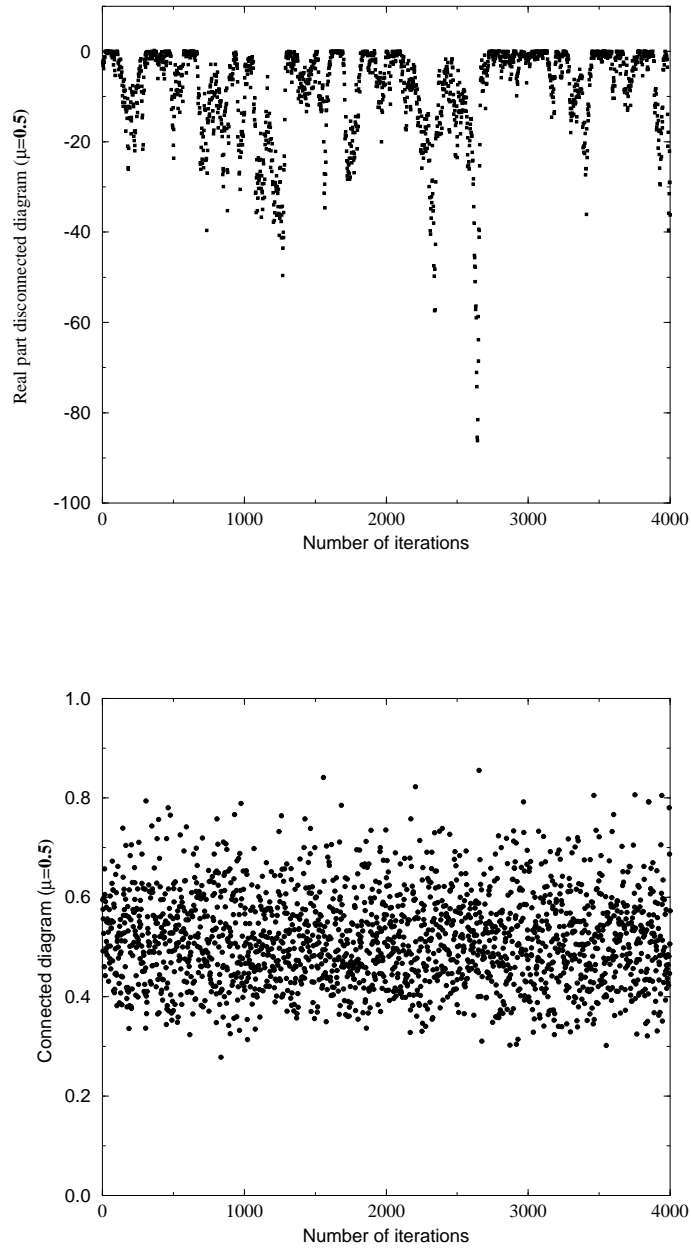 0
-20
-40
-60
-80
-100
Real part disconnected diagram (μ=0.5)
0 1000 2000 3000 4000
Number of iterations
1.0
0.8
0.6
0.4
0.2
0.0
Connected diagram (μ=0.5)
0 1000 2000 3000 4000
Number of iterations